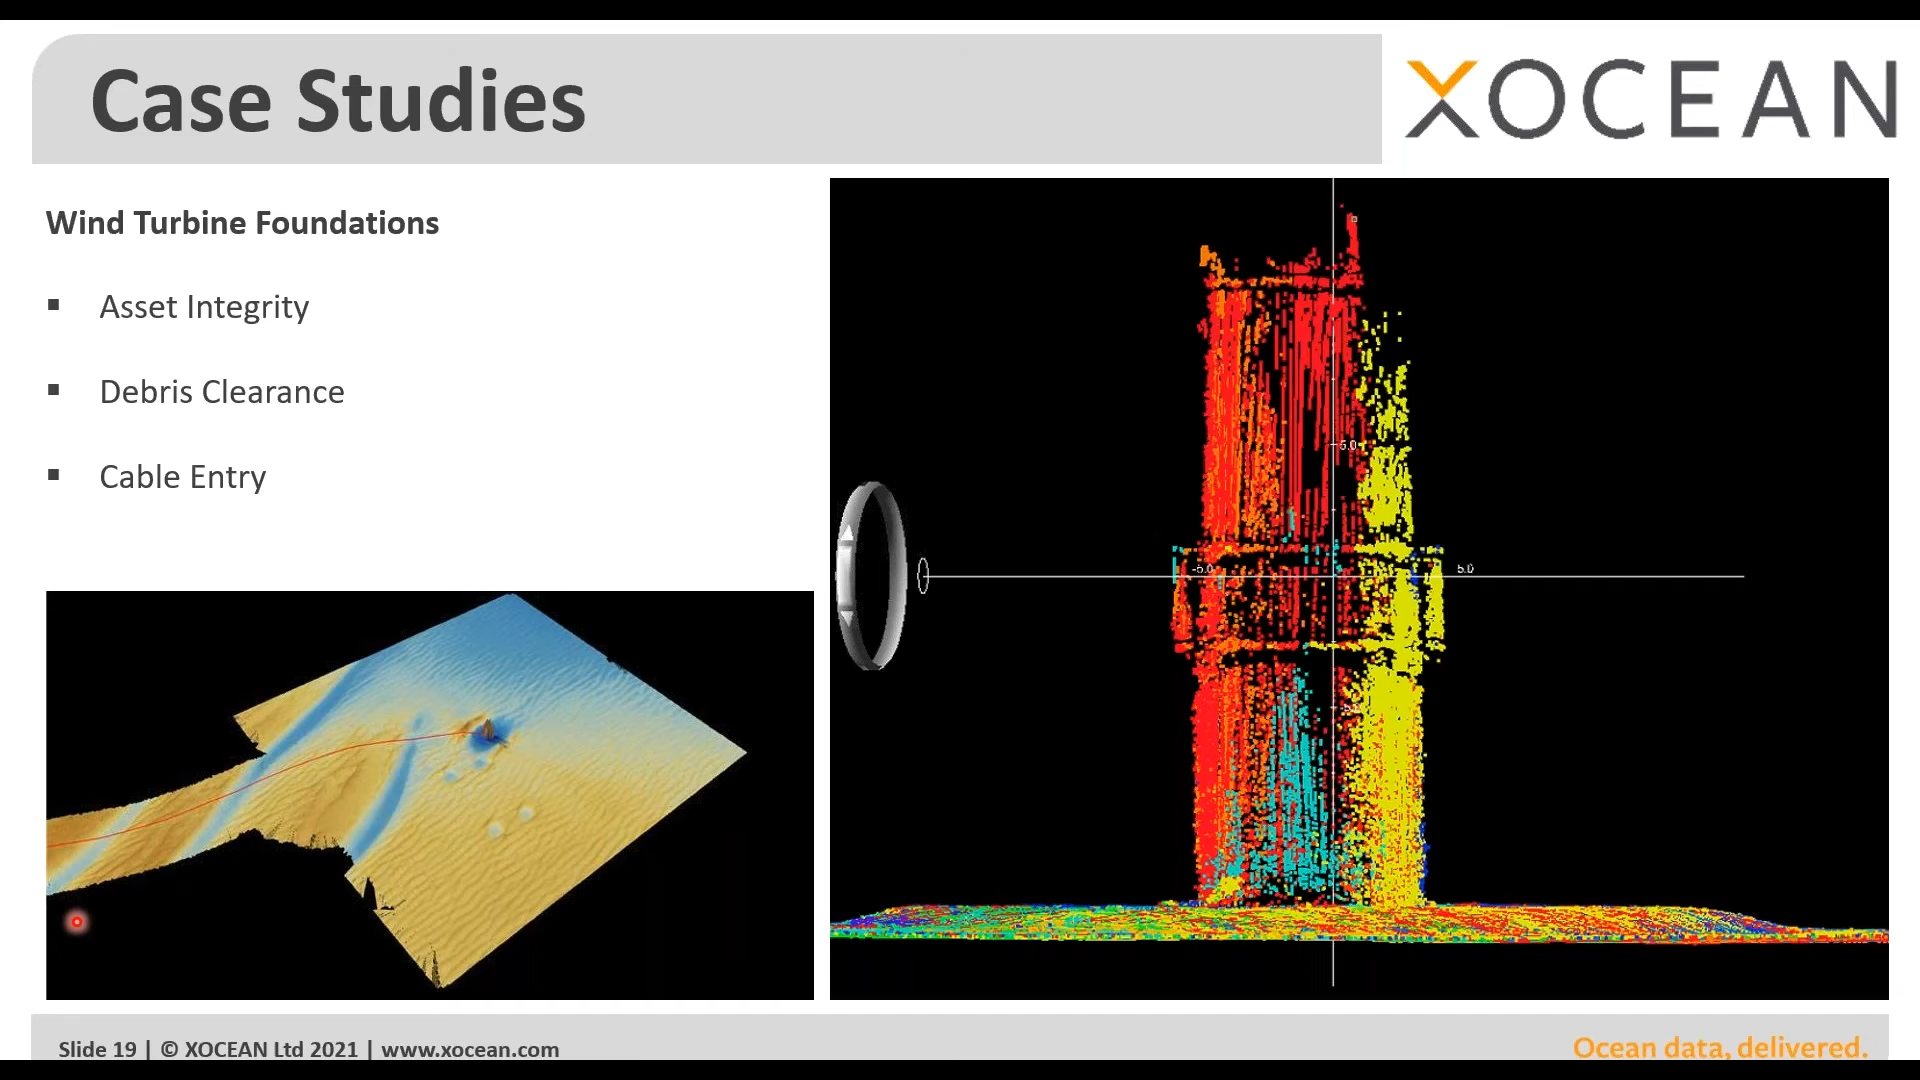 Case Studies
XOCEAN
Wind Turbine Foundations
▪ Asset Integrity
▪ Debris Clearance
▪ Cable Entry
5.0
-5.0
5.0
Slide 19 | © XOCEAN Ltd 2021 | www.xocean.com
Ocean data, delivered.